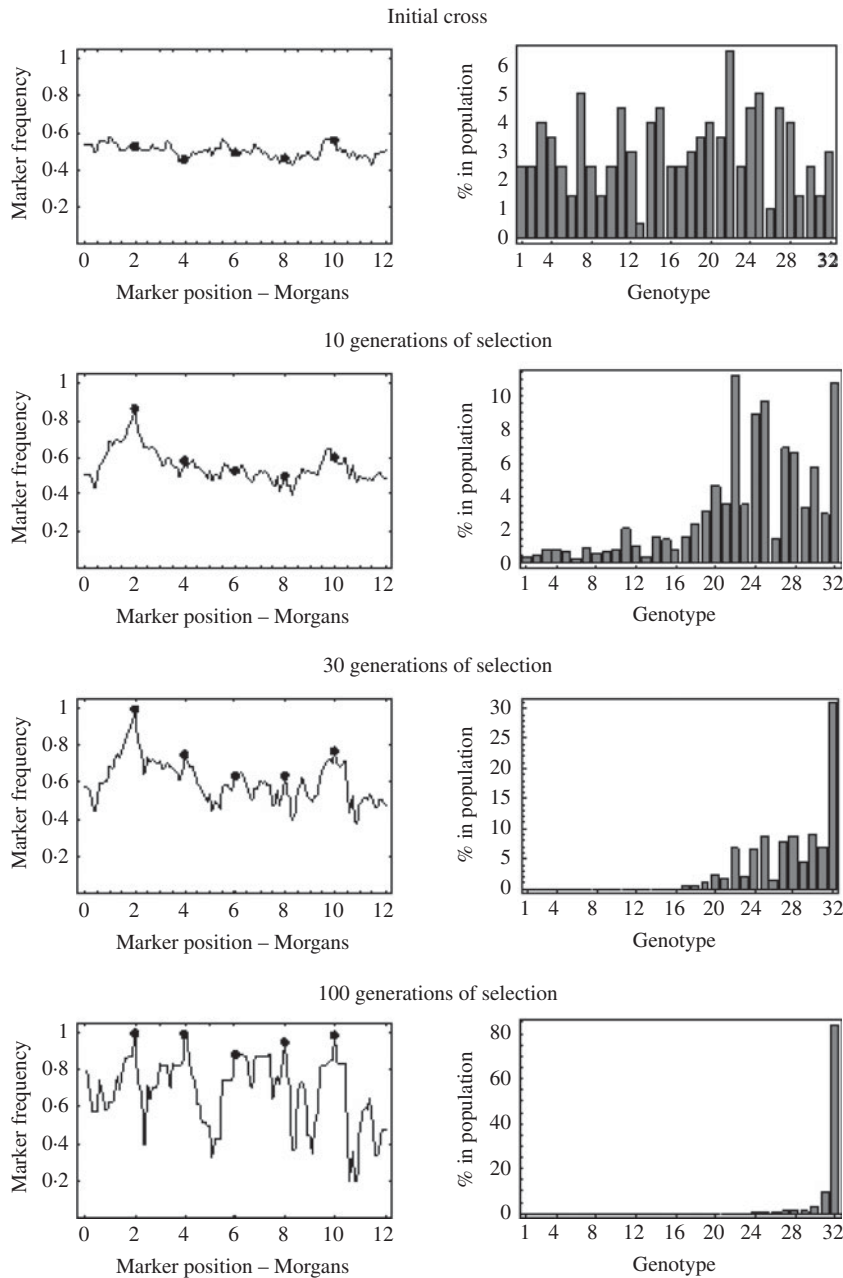 Initial cross
Marker frequency
1
0·8
0·6
0·4
0·2
0 2 4 6 8 10 12
Marker position – Morgans
% in population
6
5
4
3
2
1
0
1 4 8 12 16 20 24 28 32
Genotype
10 generations of selection
Marker frequency
1
0·8
0·6
0·4
0·2
0 2 4 6 8 10 12
Marker position – Morgans
% in population
10
8
6
4
2
0
1 4 8 12 16 20 24 28 32
Genotype
30 generations of selection
Marker frequency
1
0·8
0·6
0·4
0·2
0 2 4 6 8 10 12
Marker position – Morgans
% in population
30
25
20
15
10
5
0
1 4 8 12 16 20 24 28 32
Genotype
100 generations of selection
Marker frequency
1
0·8
0·6
0·4
0·2
0 2 4 6 8 10 12
Marker position – Morgans
% in population
80
60
40
20
0
1 4 8 12 16 20 24 28 32
Genotype